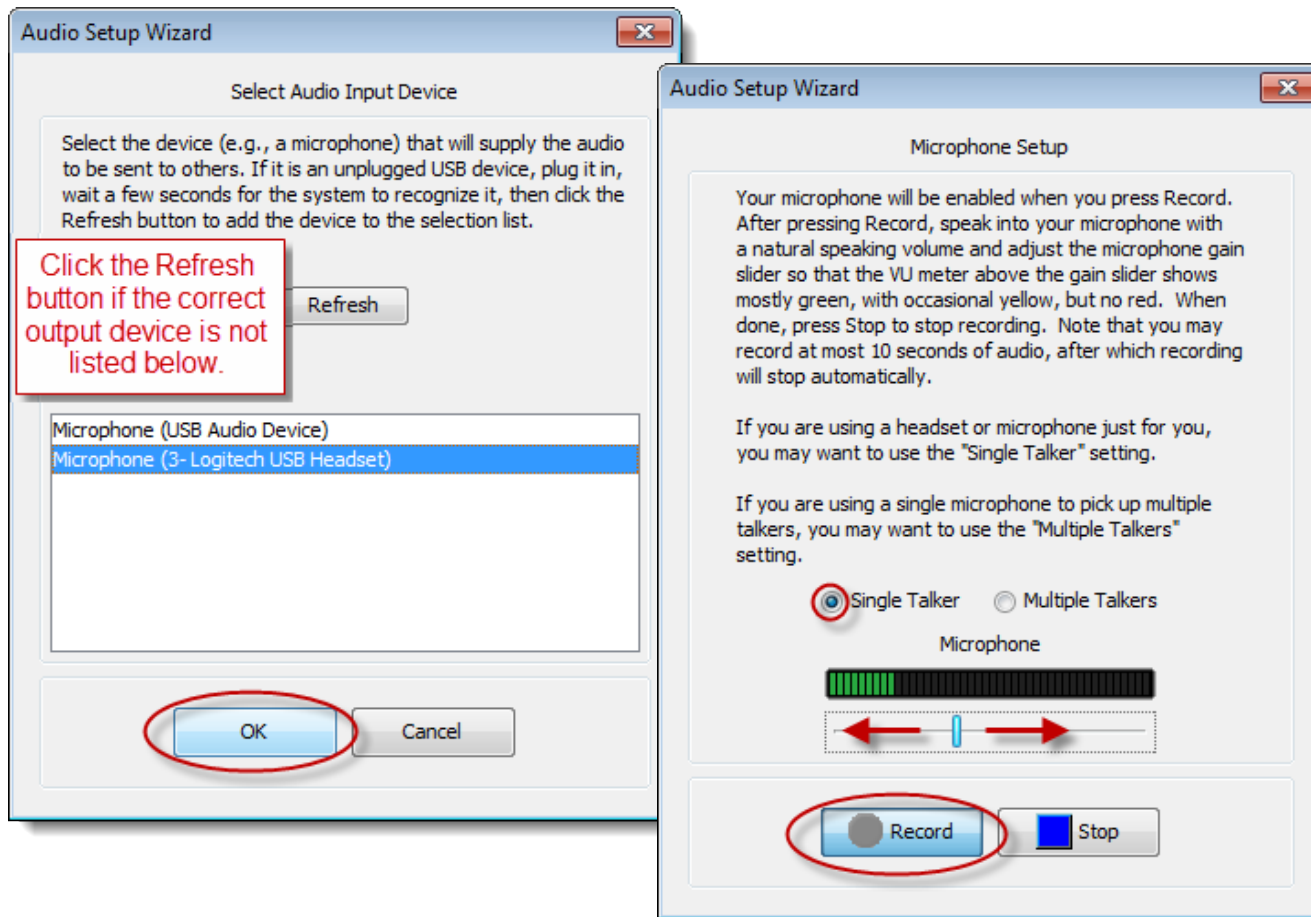 Audio Setup Wizard
Select Audio Input Device
Select the device (e.g., a microphone) that will supply the audio
to be sent to others. If it is an unplugged USB device, plug it in,
wait a few seconds for the system to recognize it, then click the
Refresh button to add the device to the selection list.
Click the Refresh
button if the correct
output device is not
listed below.
Refresh
Microphone (USB Audio Device)
Microphone (3- Logitech USB Headset)
OK
Cancel
Audio Setup Wizard
Microphone Setup
Your microphone will be enabled when you press Record.
After pressing Record, speak into your microphone with
a natural speaking volume and adjust the microphone gain
slider so that the VU meter above the gain slider shows
mostly green, with occasional yellow, but no red.  When
done, press Stop to stop recording.  Note that you may
record at most 10 seconds of audio, after which recording
will stop automatically.
If you are using a headset or microphone just for you,
you may want to use the "Single Talker" setting.
If you are using a single microphone to pick up multiple
talkers, you may want to use the "Multiple Talkers"
setting.
Single Talker
Multiple Talkers
Microphone
Record
Stop